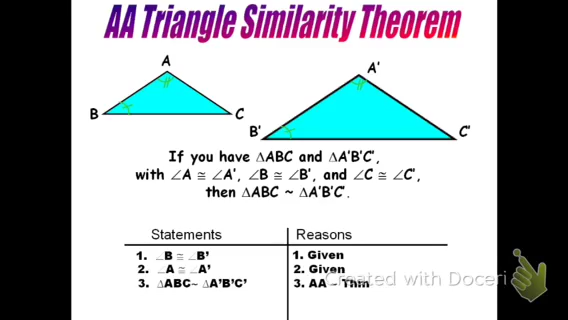 AA Triangle Similarity Theorem
A
B
C
A'
B'
C'
If you have △ABC and △A'B'C',
with ∠A ≅ ∠A', ∠B ≅ ∠B', and ∠C ≅ ∠C',
then △ABC ~ △A'B'C'.
Statements Reasons
1. ∠B ≅ ∠B' 1. Given
2. ∠A ≅ ∠A' 2. Given
3. △ABC~ △A'B'C' 3. AA ~ Thm
Created with Doceri